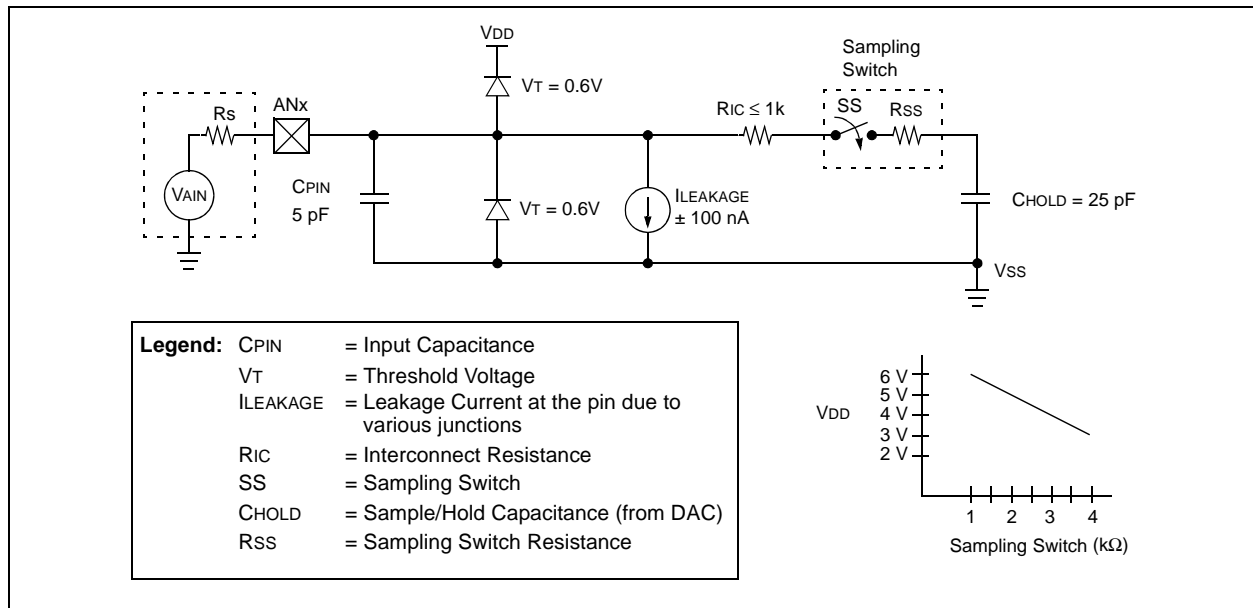 VDD
Sampling
Switch
VT = 0.6V
ANx
Rs
RIC ≤ 1k
SS
RSS
VAIN
CPIN
5 pF
VT = 0.6V
ILEAKAGE
± 100 nA
CHOLD = 25 pF
VSS
Legend: CPIN = Input Capacitance
VT = Threshold Voltage
ILEAKAGE = Leakage Current at the pin due to
various junctions
RIC = Interconnect Resistance
SS = Sampling Switch
CHOLD = Sample/Hold Capacitance (from DAC)
RSS = Sampling Switch Resistance
6 V
5 V
VDD
4 V
3 V
2 V
1 2 3 4
Sampling Switch (kΩ)